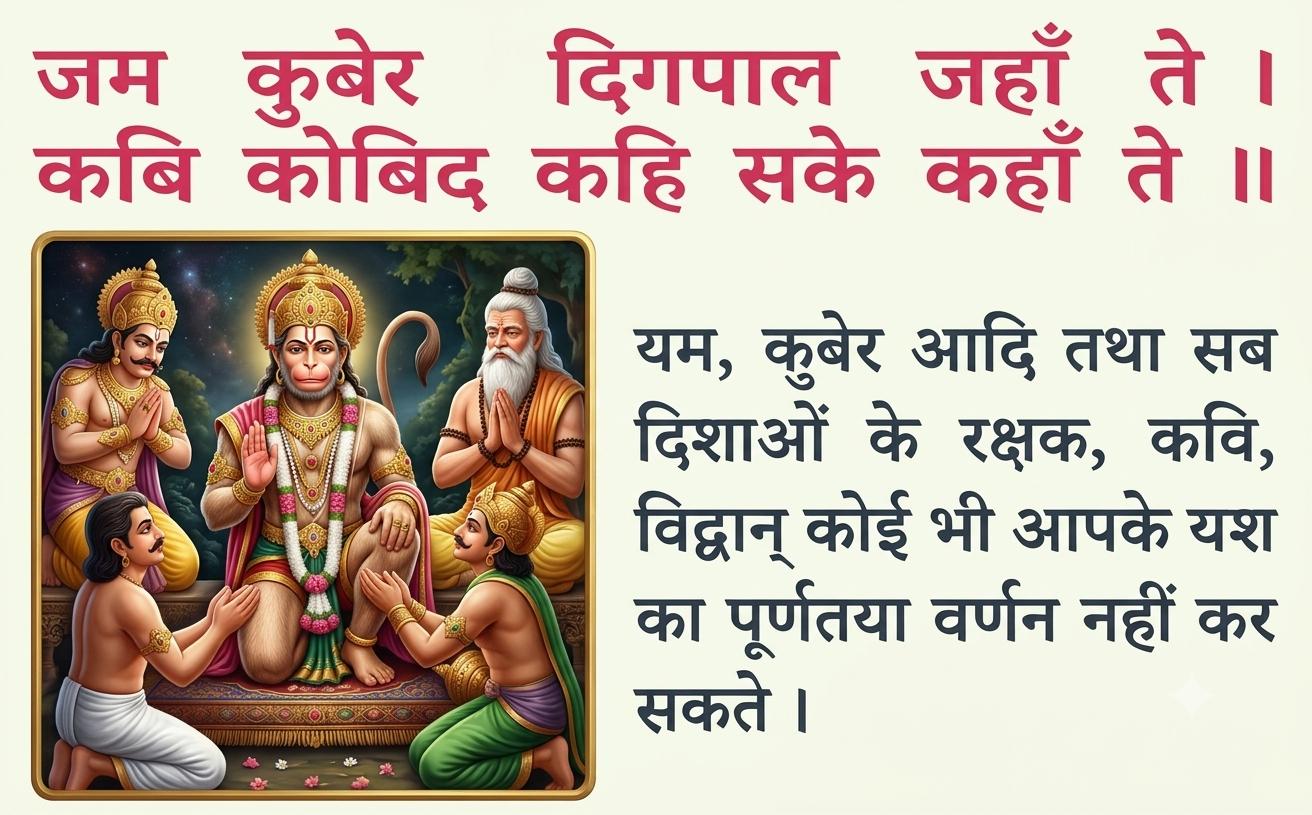 जम कुबेर दिगपाल जहाँ ते ।
कबि कोबिद कहि सके कहाँ ते ॥
यम, कुबेर आदि तथा सब
दिशाओं के रक्षक, कवि,
विद्वान् कोई भी आपके यश
का पूर्णतया वर्णन नहीं कर
सकते ।